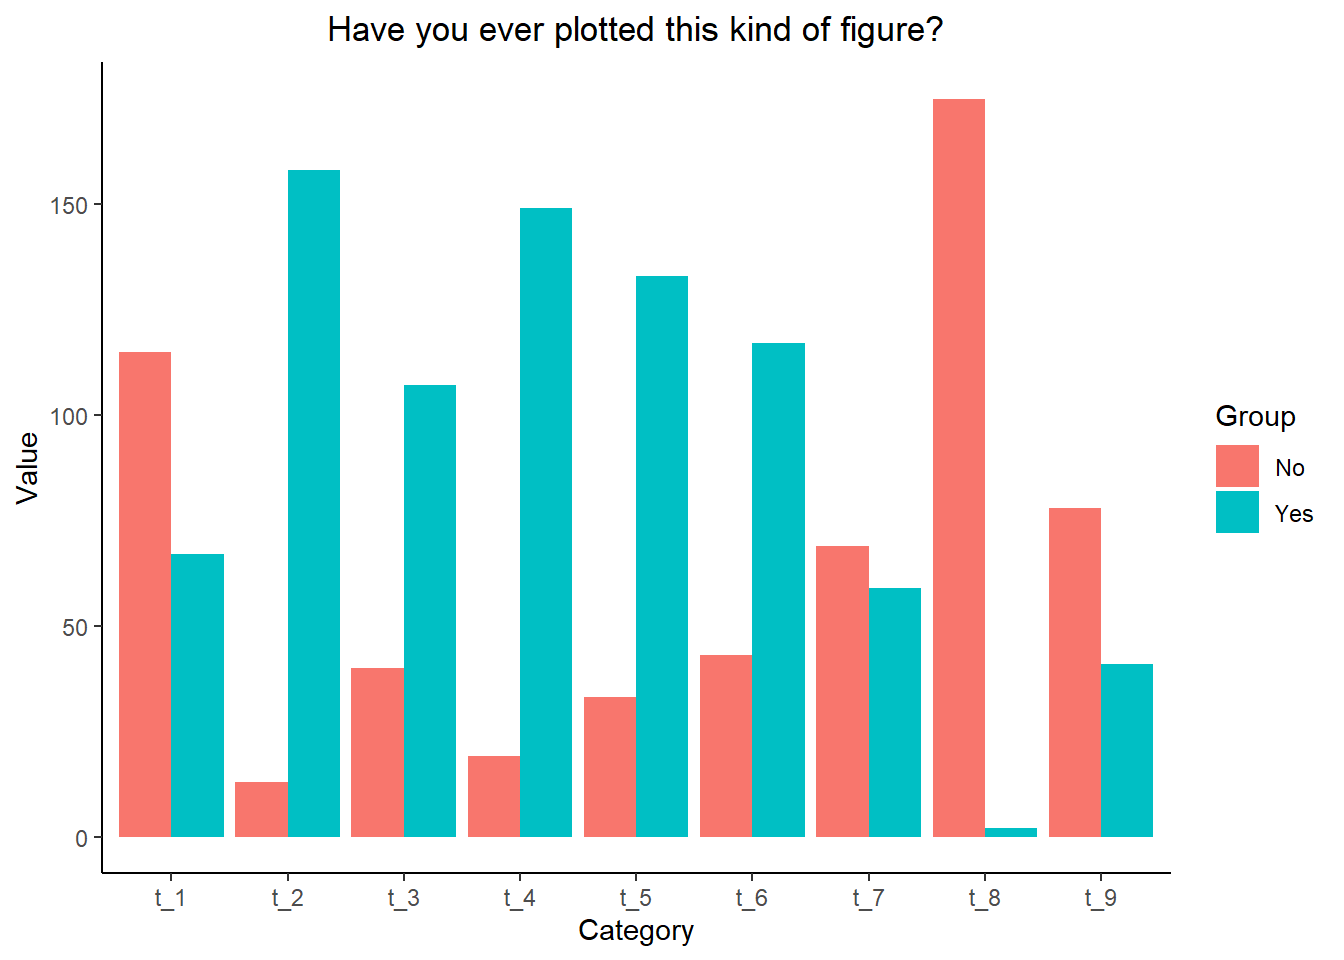 Have you ever plotted this kind of figure?
Value
150
100
50
0
t_1 t_2 t_3 t_4 t_5 t_6 t_7 t_8 t_9
Category
Group
No
Yes